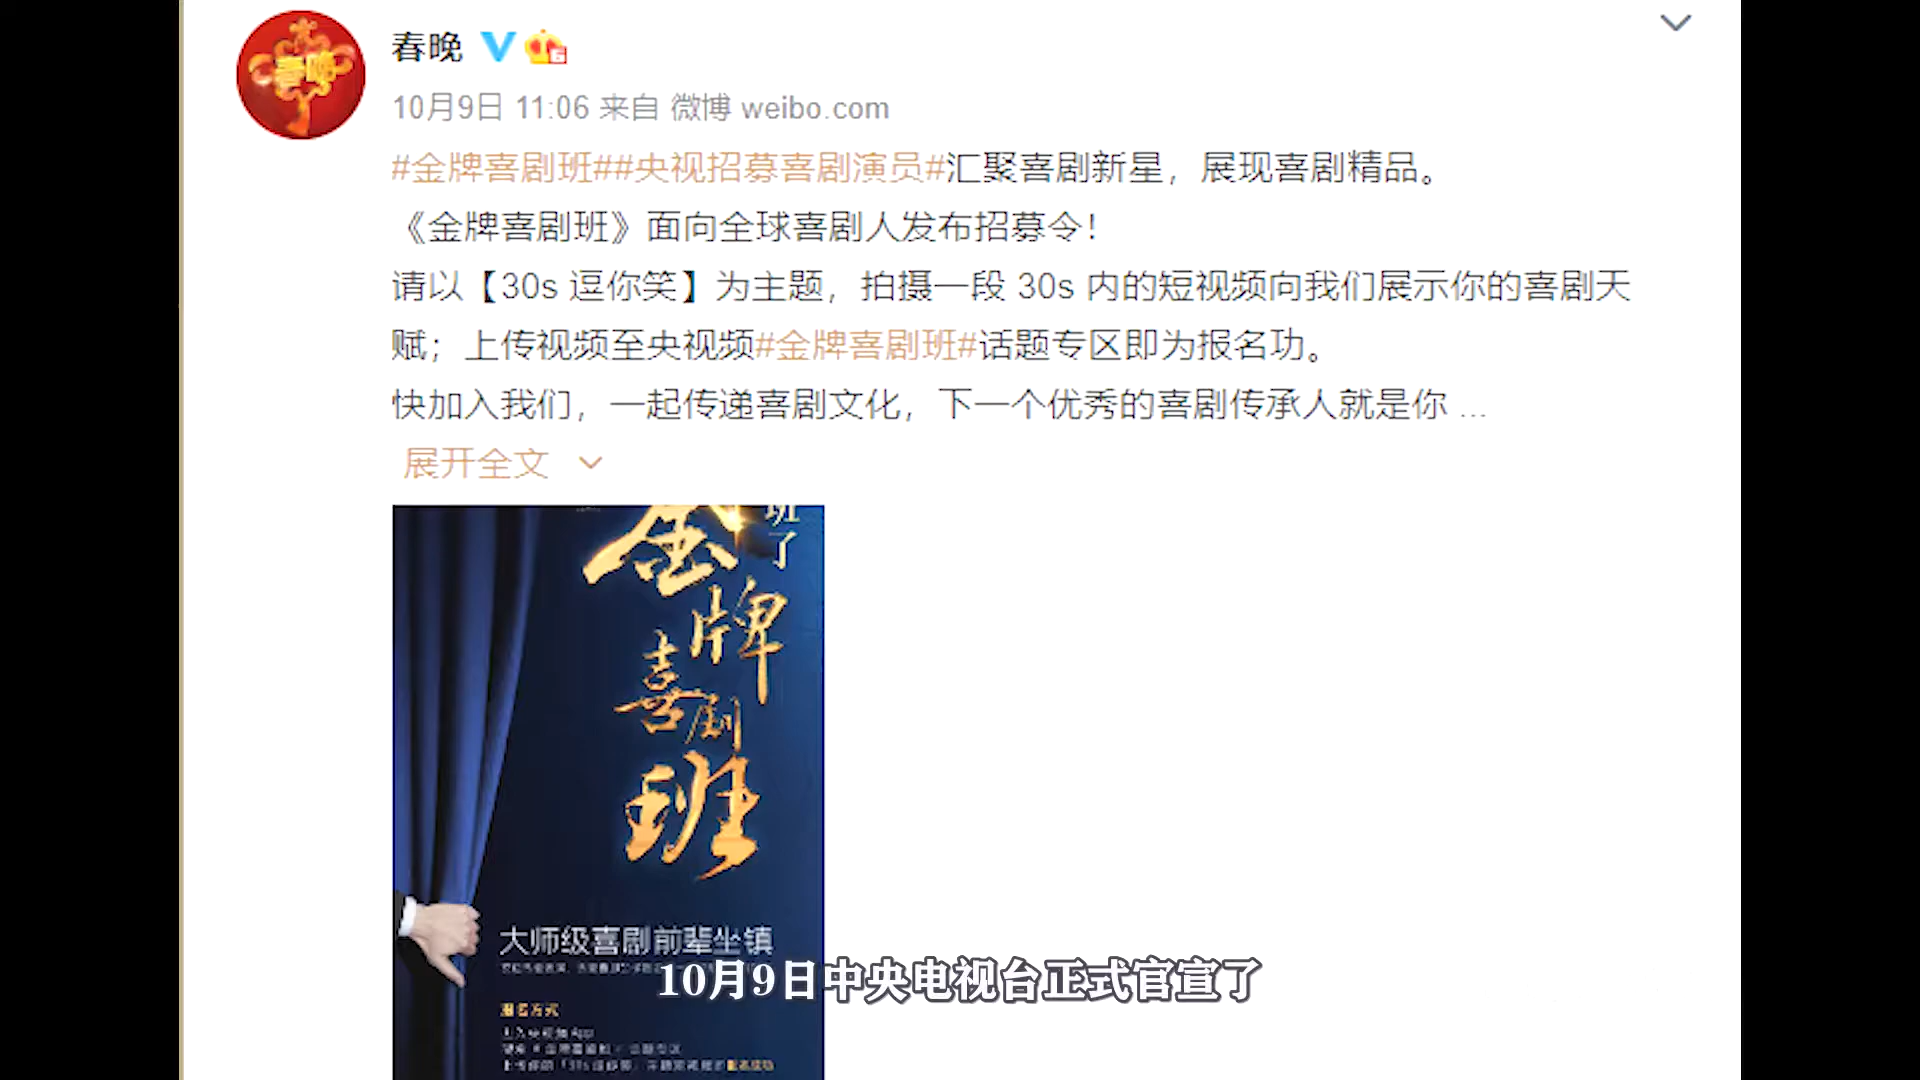 春晚
10月9日 11:06 来自 微博 weibo.com
#金牌喜剧班##央视招募喜剧演员#汇聚喜剧新星，展现喜剧精品。
《金牌喜剧班》面向全球喜剧人发布招募令！
请以【30s 逗你笑】为主题，拍摄一段 30s 内的短视频向我们展示你的喜剧天
赋；上传视频至央视频#金牌喜剧班#话题专区即为报名功。
快加入我们，一起传递喜剧文化，下一个优秀的喜剧传承人就是你 ...
展开全文
班了
金牌喜剧班
大师级喜剧前辈坐镇
10月9日中央电视台正式官宣了
报名方式